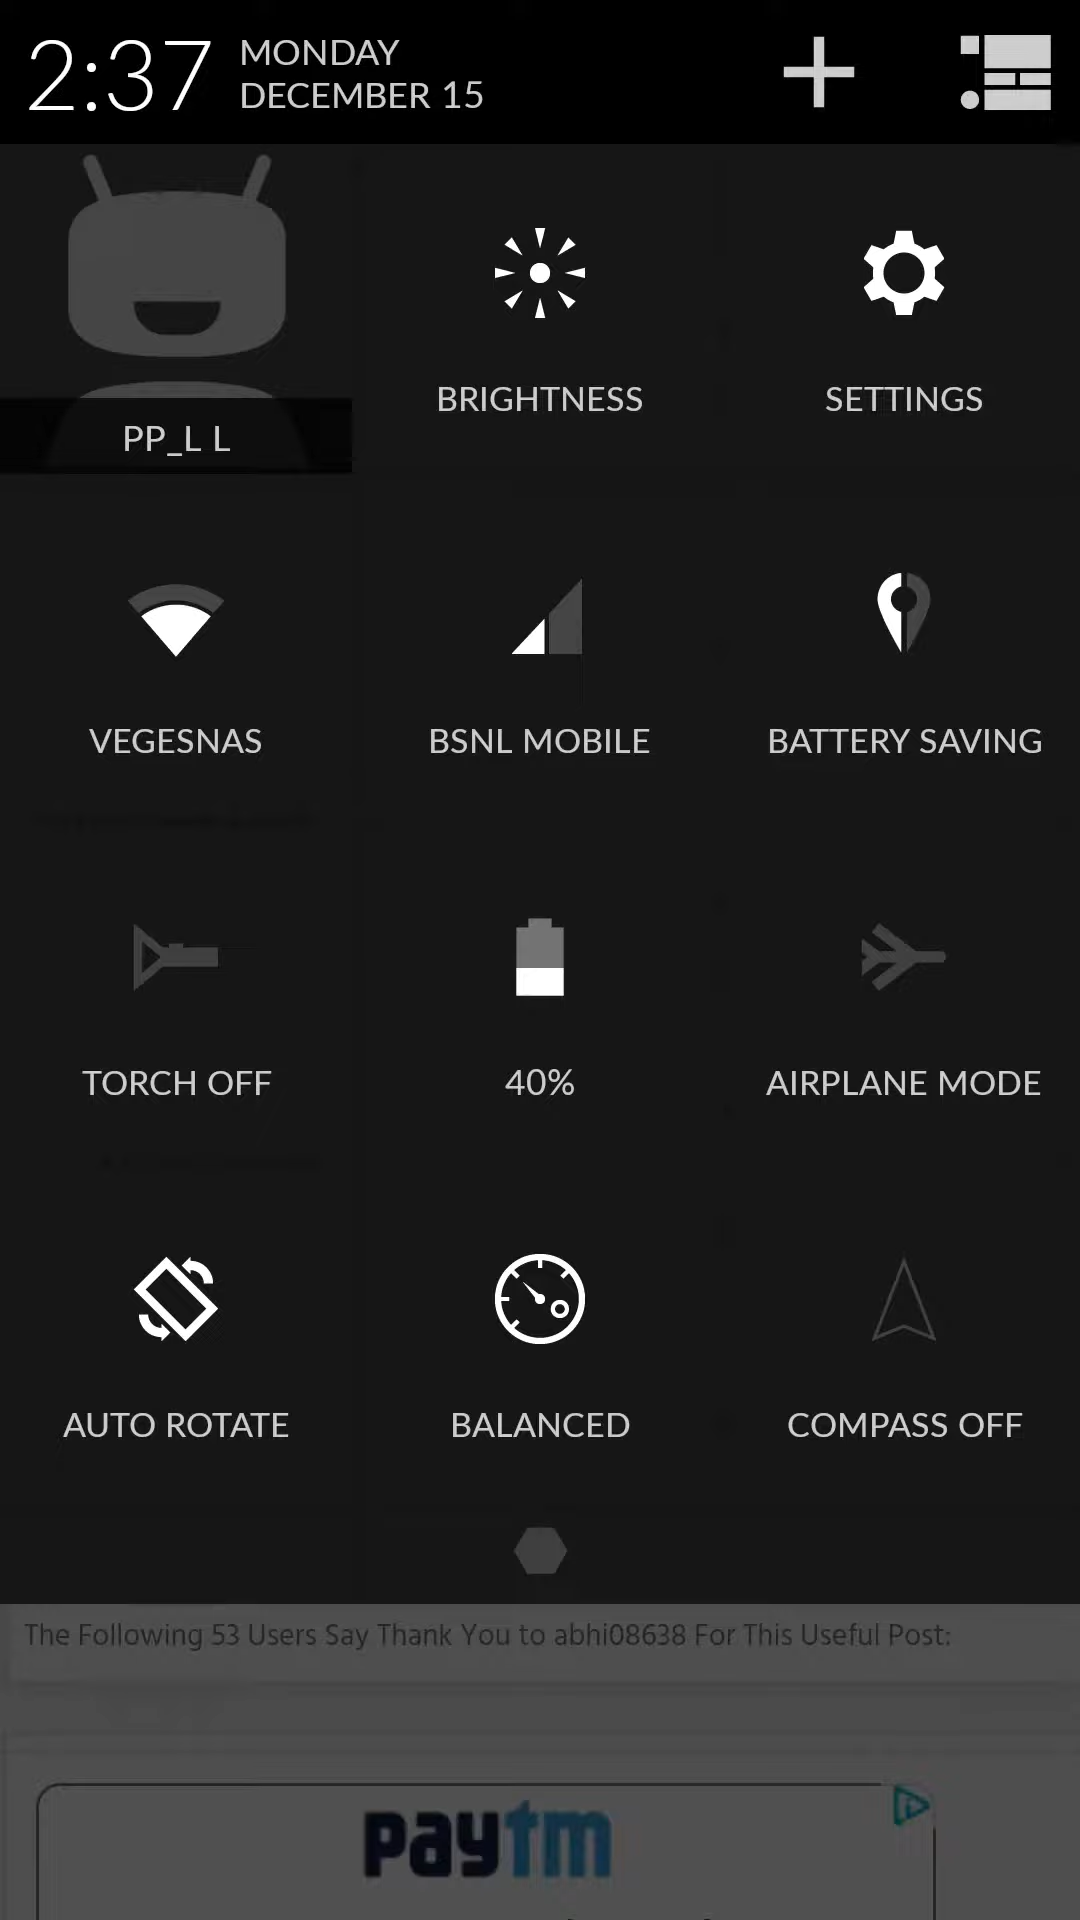 2:37
MONDAY
DECEMBER 15
PP_L L
BRIGHTNESS
SETTINGS
VEGESNAS
BSNL MOBILE
BATTERY SAVING
TORCH OFF
40%
AIRPLANE MODE
AUTO ROTATE
BALANCED
COMPASS OFF
The Following 53 Users Say Thank You to abhi08638 For This Useful Post:
paytm